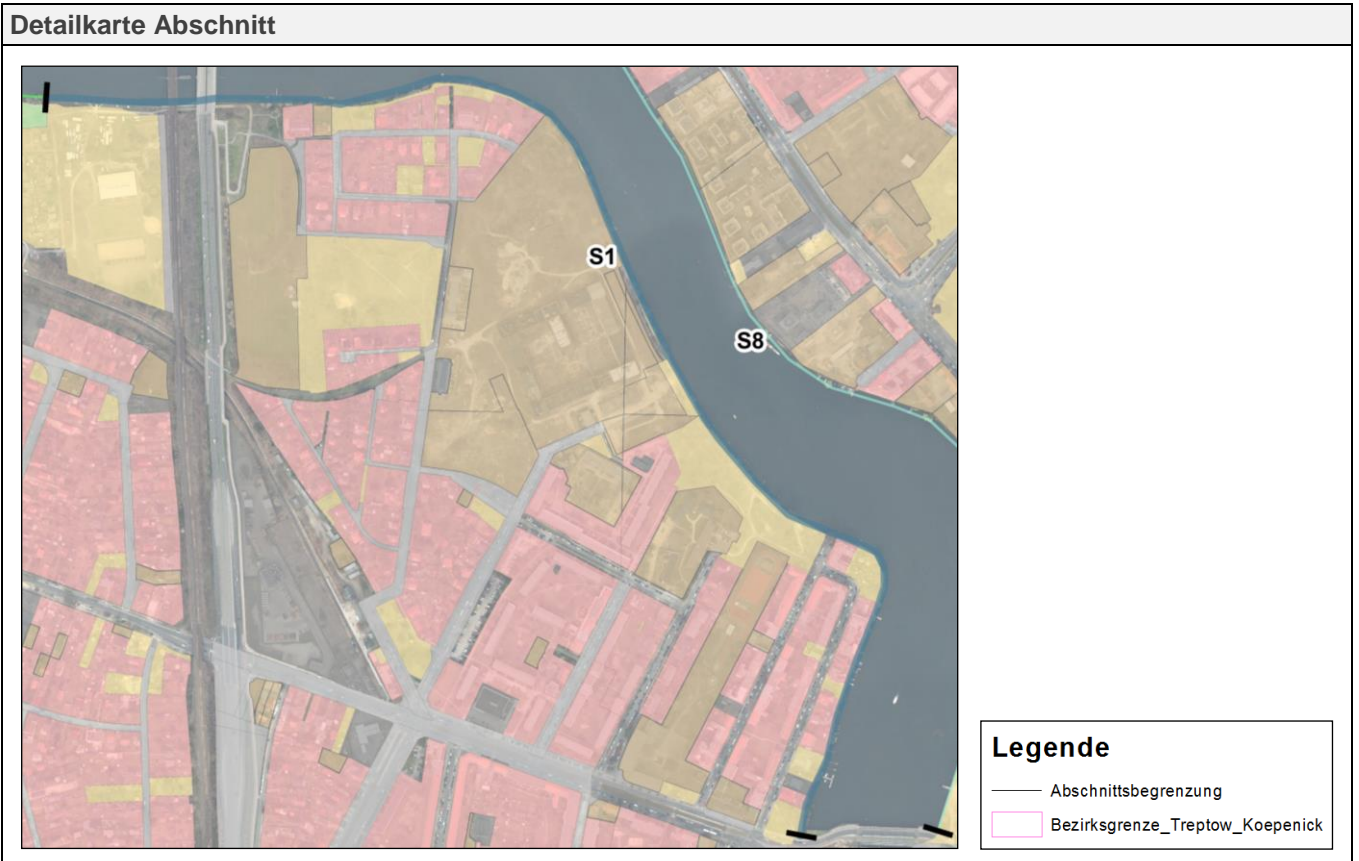 Detailkarte Abschnitt
S1
S8
Legende
Abschnittsbegrenzung
Bezirksgrenze_Treptow_Koepenick